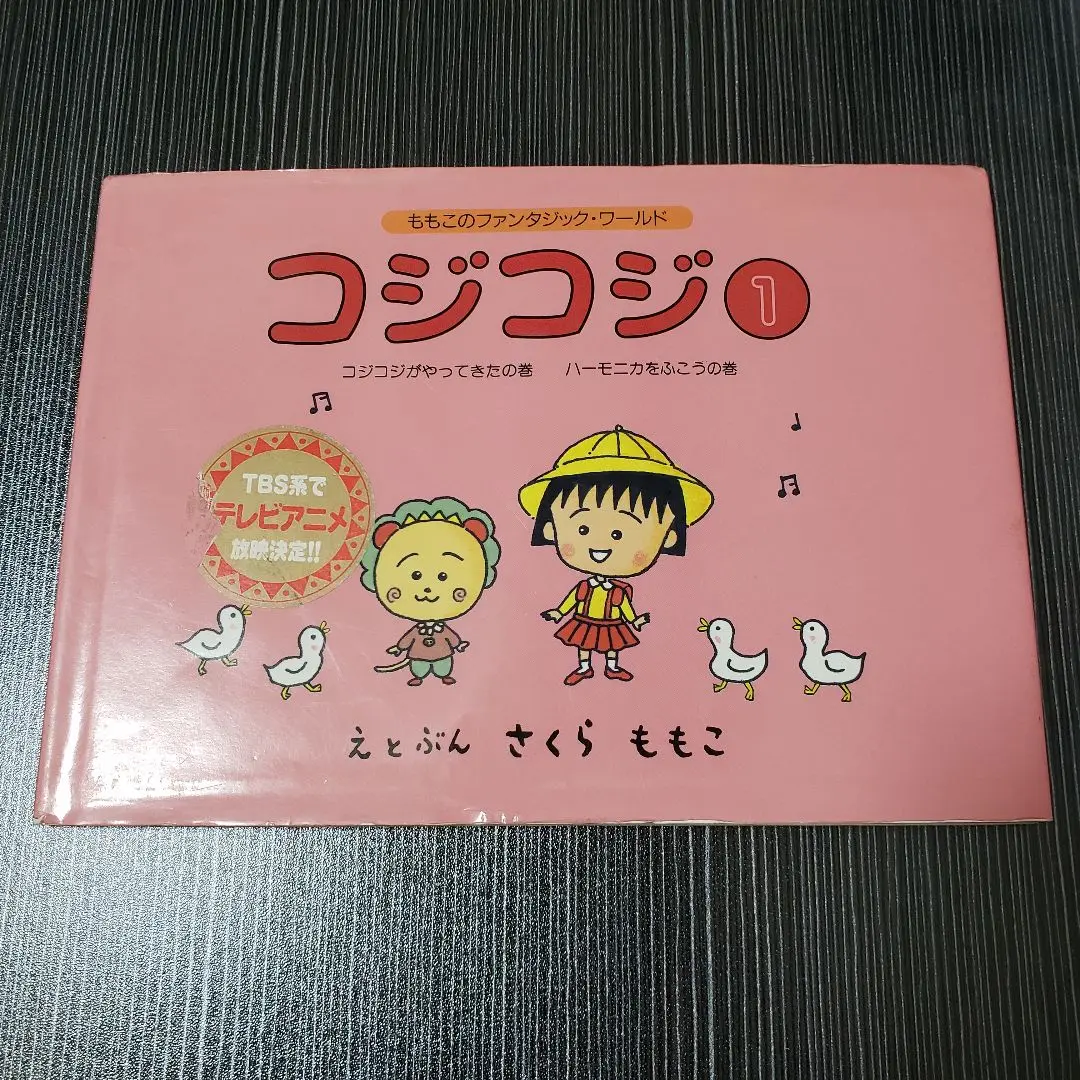 ももこのファンタジック・ワールド
コジコジ1
コジコジがやってきたの巻 ハーモニカをふこうの巻
TBS系で
テレビアニメ
放映決定!!
えとぶん さくら ももこ